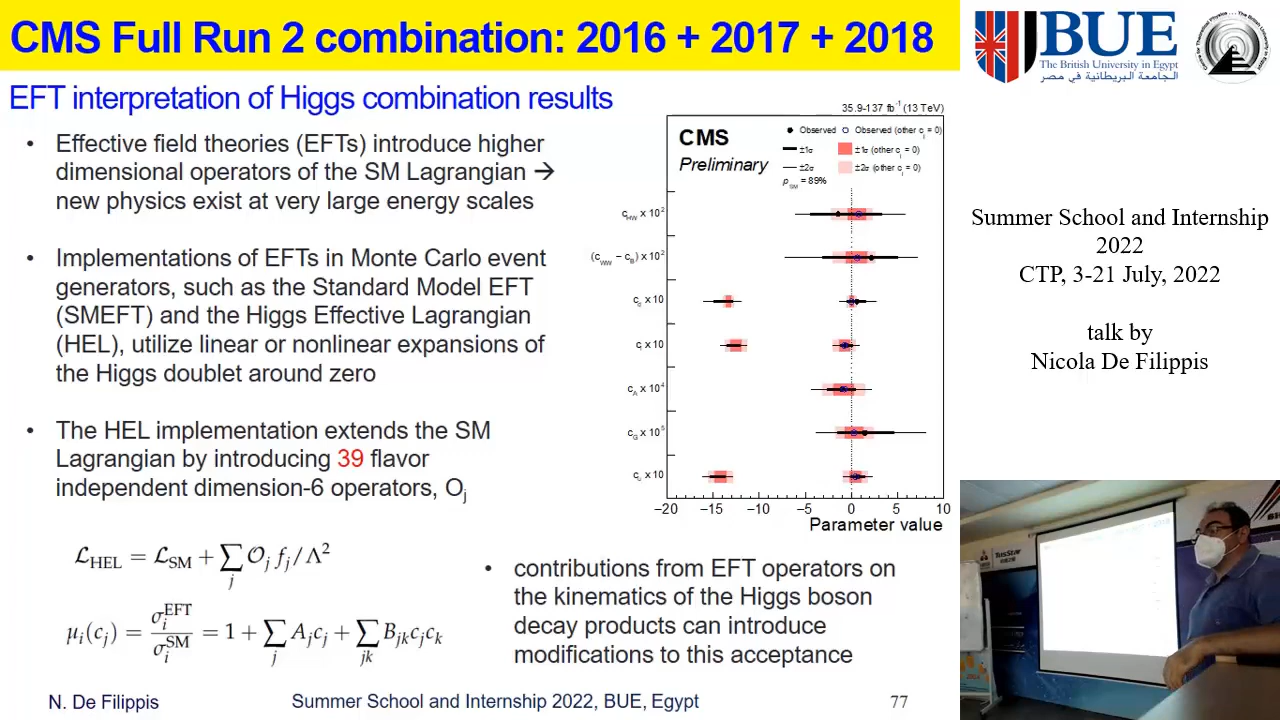 CMS Full Run 2 combination: 2016 + 2017 + 2018
BUE
The British University in Egypt
الجامعة البريطانية في مصر
EFT interpretation of Higgs combination results
• Effective field theories (EFTs) introduce higher
dimensional operators of the SM Lagrangian →
new physics exist at very large energy scales
• Implementations of EFTs in Monte Carlo event
generators, such as the Standard Model EFT
(SMEFT) and the Higgs Effective Lagrangian
(HEL), utilize linear or nonlinear expansions of
the Higgs doublet around zero
• The HEL implementation extends the SM
Lagrangian by introducing 39 flavor
independent dimension-6 operators, Oj
ℒHEL = ℒSM + ∑j 𝒪j fj/Λ²
μi(cj) = σiEFT/σiSM = 1 + ∑j Ajcj + ∑jk Bjkcjck
35.9-137 fb-1 (13 TeV)
CMS
Preliminary
Observed
Observed (other cj = 0)
±1σ
±1σ (other cj = 0)
±2σ
±2σ (other cj = 0)
pSM = 89%
cHW x 10²
(cWW − cB) x 10²
x 10
x 10
cA x 10⁴
cG x 10⁵
x 10
−20 −15 −10 −5 0 5 10
Parameter value
• contributions from EFT operators on
the kinematics of the Higgs boson
decay products can introduce
modifications to this acceptance
N. De Filippis
Summer School and Internship 2022, BUE, Egypt
77
Summer School and Internship
2022
CTP, 3-21 July, 2022
talk by
Nicola De Filippis